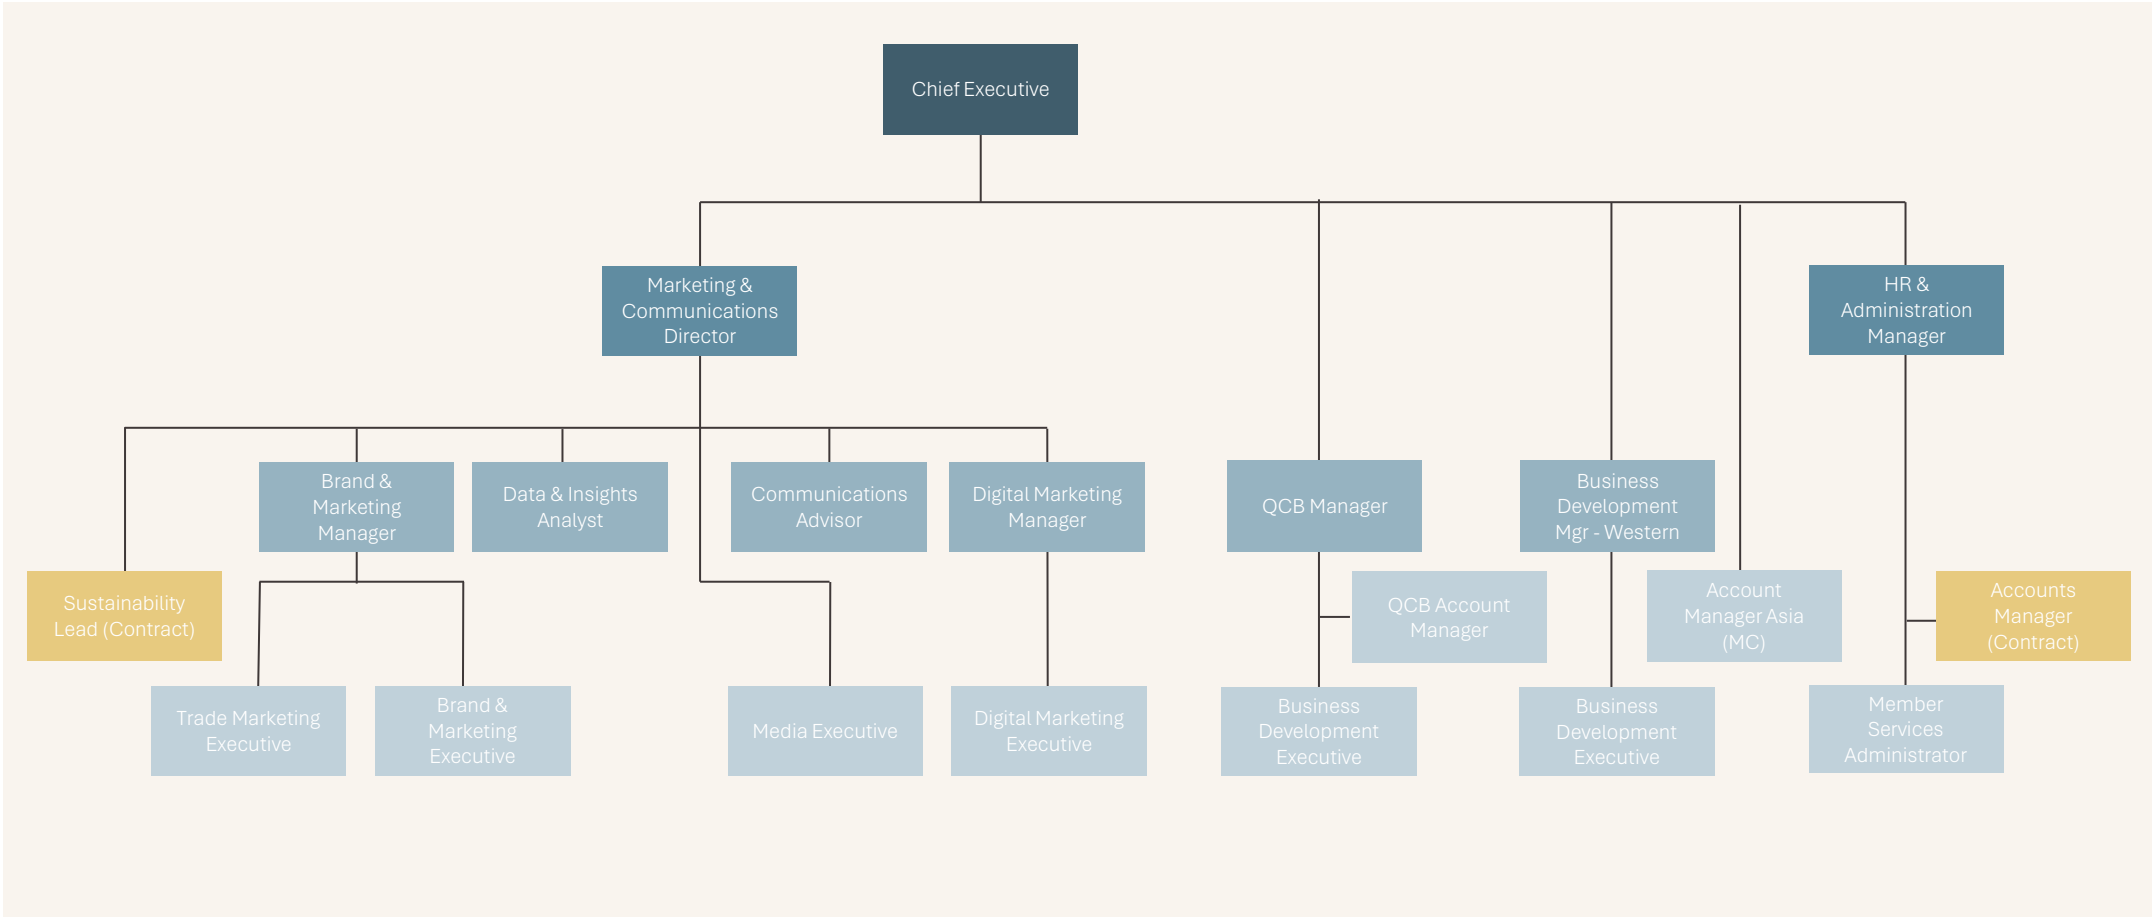 Chief Executive
Marketing &
Communications
Director
HR &
Administration
Manager
Brand &
Marketing
Manager
Data & Insights
Analyst
Communications
Advisor
Digital Marketing
Manager
QCB Manager
Business
Development
Mgr - Western
Sustainability
Lead (Contract)
QCB Account
Manager
Account
Manager Asia
(MC)
Accounts
Manager
(Contract)
Trade Marketing
Executive
Brand &
Marketing
Executive
Media Executive
Digital Marketing
Executive
Business
Development
Executive
Business
Development
Executive
Member
Services
Administrator